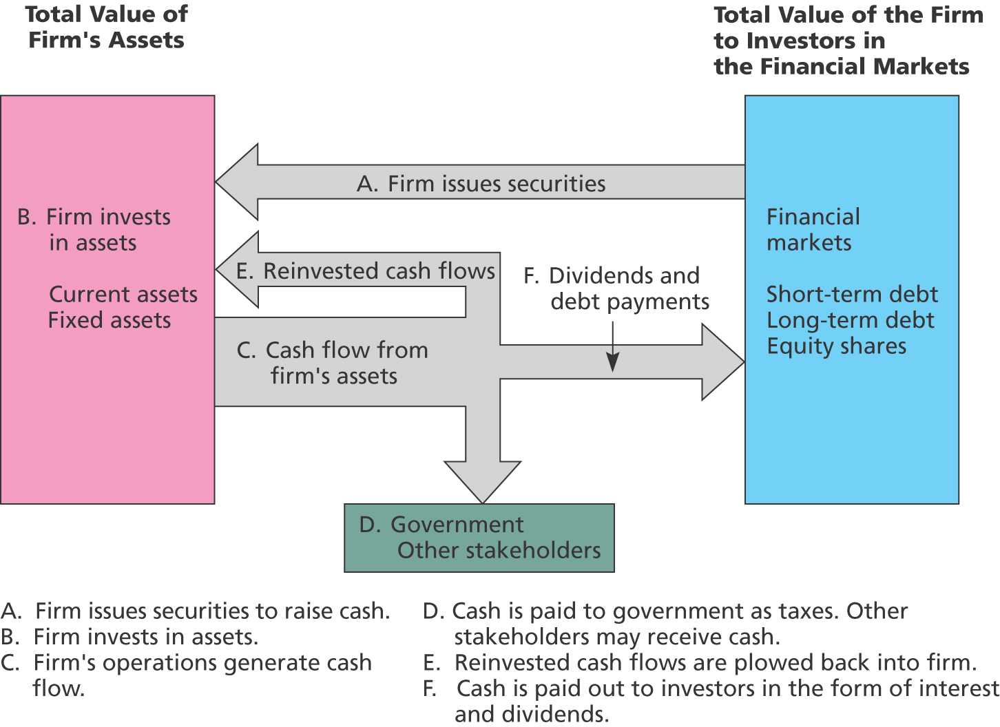 Total Value of
Firm's Assets
Total Value of the Firm
to Investors in
the Financial Markets
A. Firm issues securities
B. Firm invests
in assets
Current assets
Fixed assets
E. Reinvested cash flows
F. Dividends and
debt payments
C. Cash flow from
firm's assets
Financial
markets
Short-term debt
Long-term debt
Equity shares
D. Government
Other stakeholders
A. Firm issues securities to raise cash.
B. Firm invests in assets.
C. Firm's operations generate cash
flow.
D. Cash is paid to government as taxes. Other
stakeholders may receive cash.
E. Reinvested cash flows are plowed back into firm.
F. Cash is paid out to investors in the form of interest
and dividends.